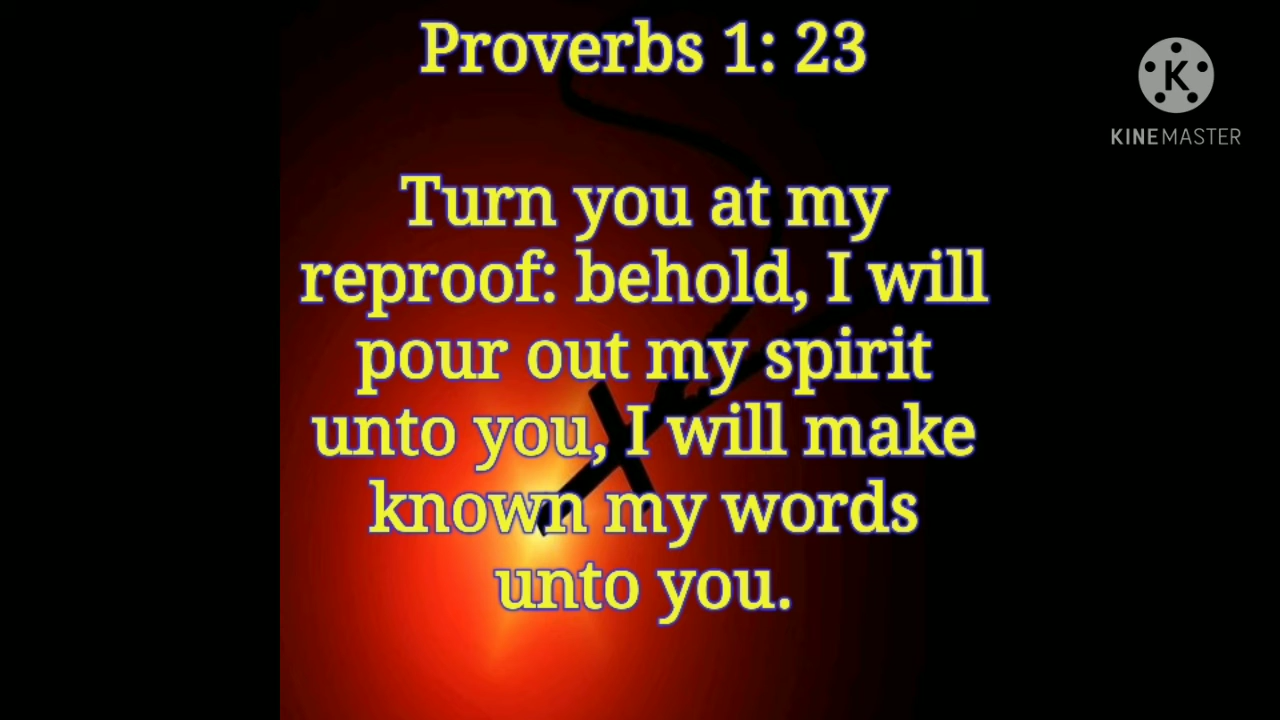 Proverbs 1: 23
K
KINEMASTER
Turn you at my
reproof: behold, I will
pour out my spirit
unto you, I will make
known my words
unto you.